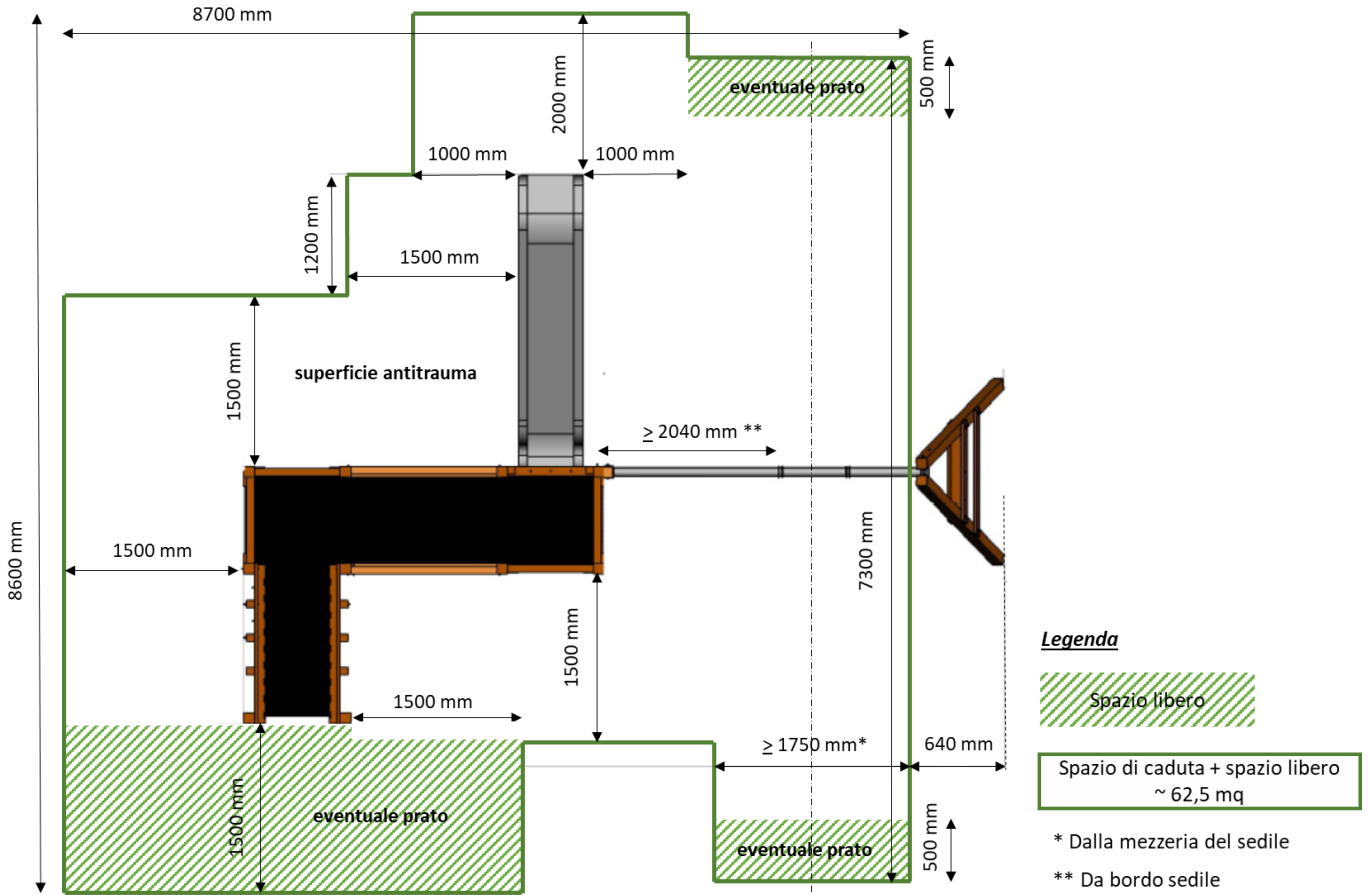 8700 mm
eventuale prato
500 mm
2000 mm
1000 mm
1000 mm
1200 mm
1500 mm
1500 mm
superficie antitrauma
≥ 2040 mm **
8600 mm
1500 mm
7300 mm
1500 mm
1500 mm
≥ 1750 mm*
640 mm
1500 mm
eventuale prato
eventuale prato
500 mm
Legenda
Spazio libero
Spazio di caduta + spazio libero
~ 62,5 mq
* Dalla mezzeria del sedile
** Da bordo sedile